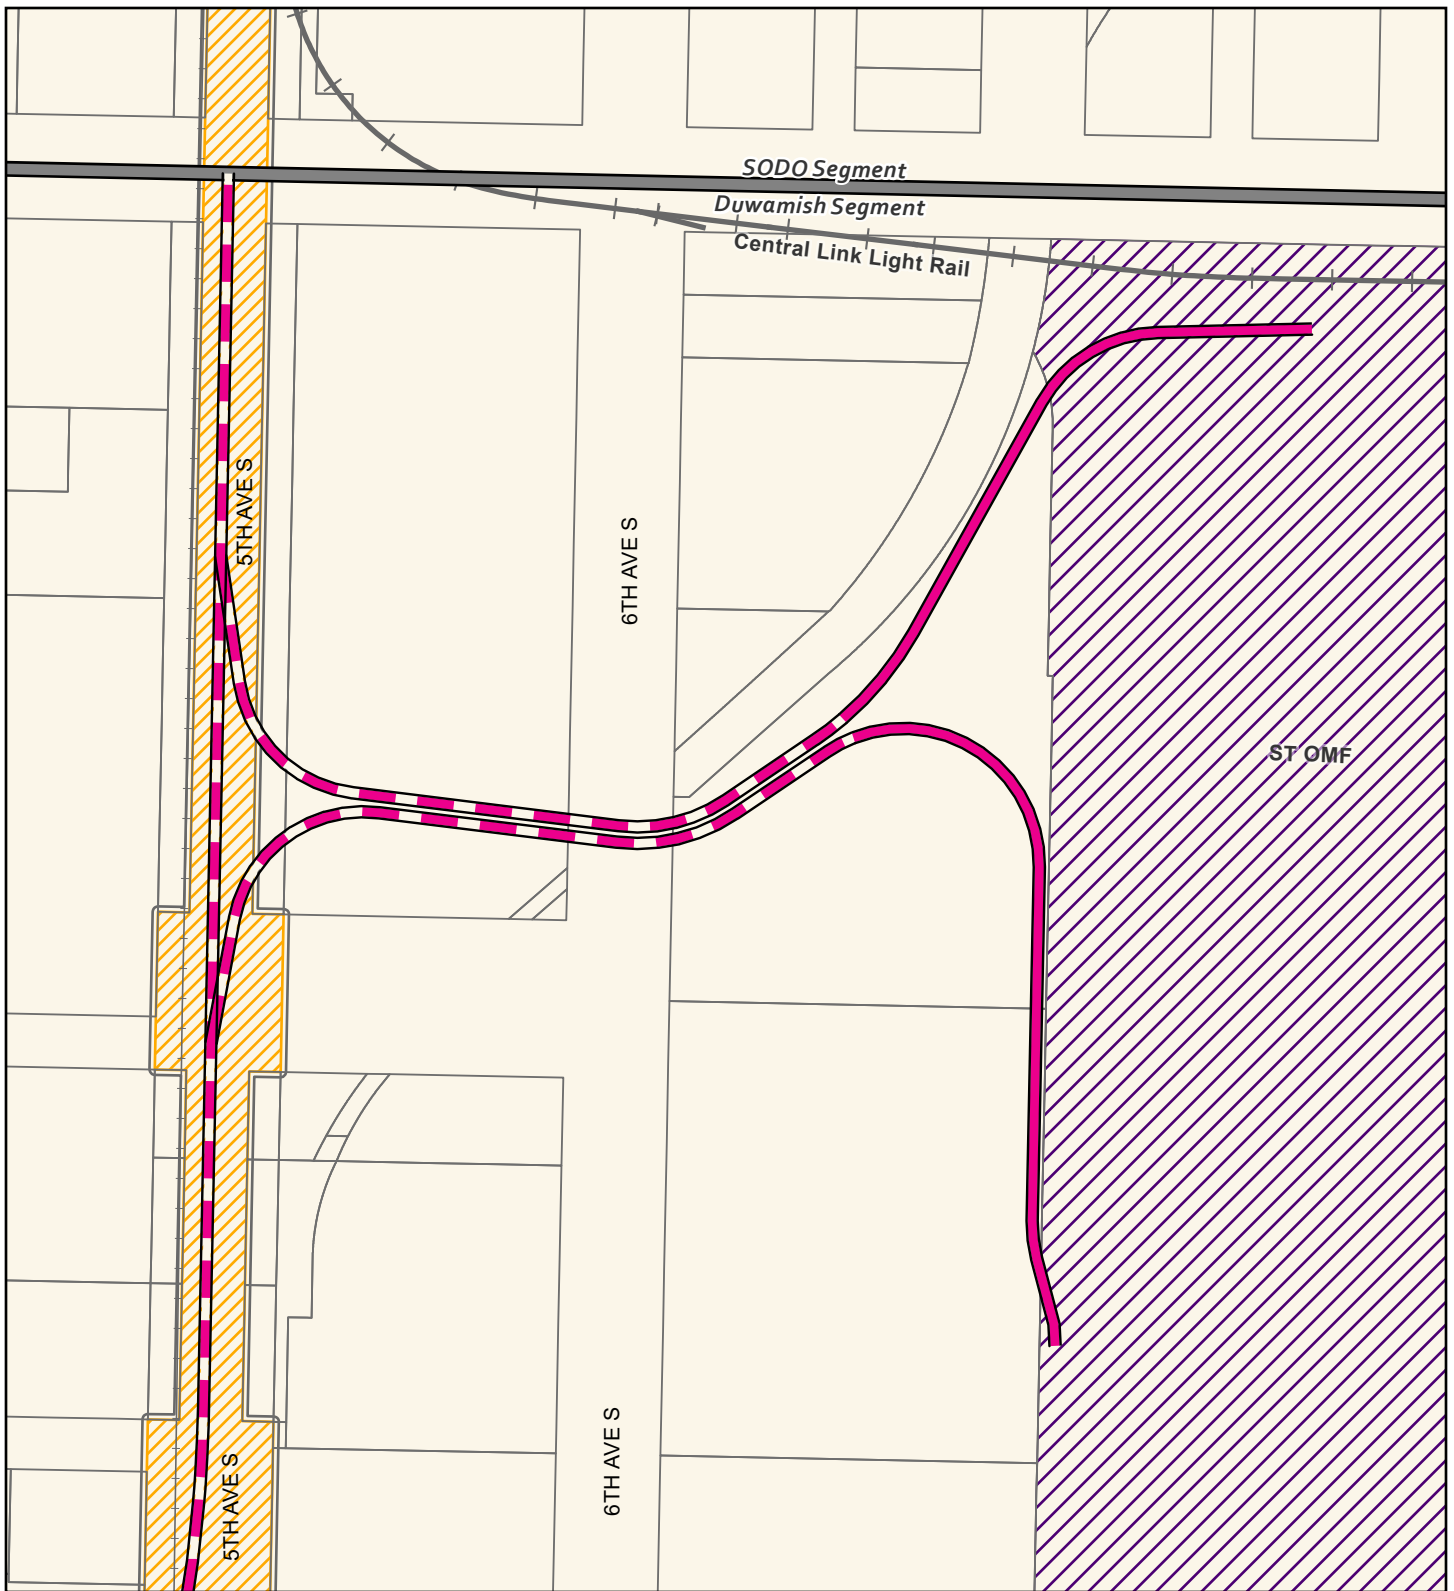 SODO Segment
Duwamish Segment
Central Link Light Rail
5TH AVE S
6TH AVE S
ST OMF
6TH AVE S
5TH AVE S